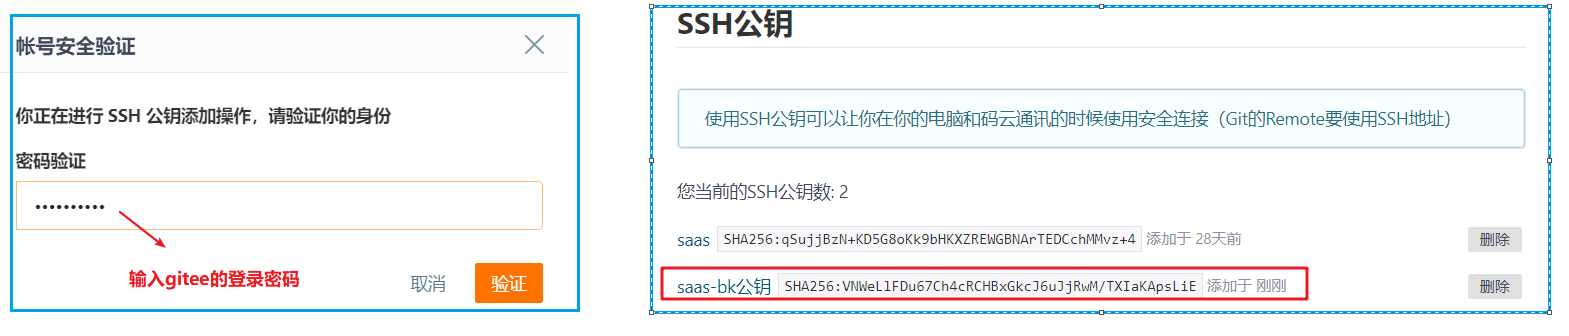 帐号安全验证
你正在进行 SSH 公钥添加操作，请验证你的身份
密码验证
••••••••••
输入gitee的登录密码
取消
验证
SSH公钥
使用SSH公钥可以让你在你的电脑和码云通讯的时候使用安全连接（Git的Remote要使用SSH地址）
您当前的SSH公钥数: 2
saas SHA256:qSujjBzN+KD5G8oKk9bHKXZREWGBNArTEDCchMMvz+4 添加于 28天前 删除
saas-bk公钥 SHA256:VNWeL1FDu67Ch4cRCHBxGkcJ6uJjRwM/TXIaKApsLiE 添加于 刚刚 删除